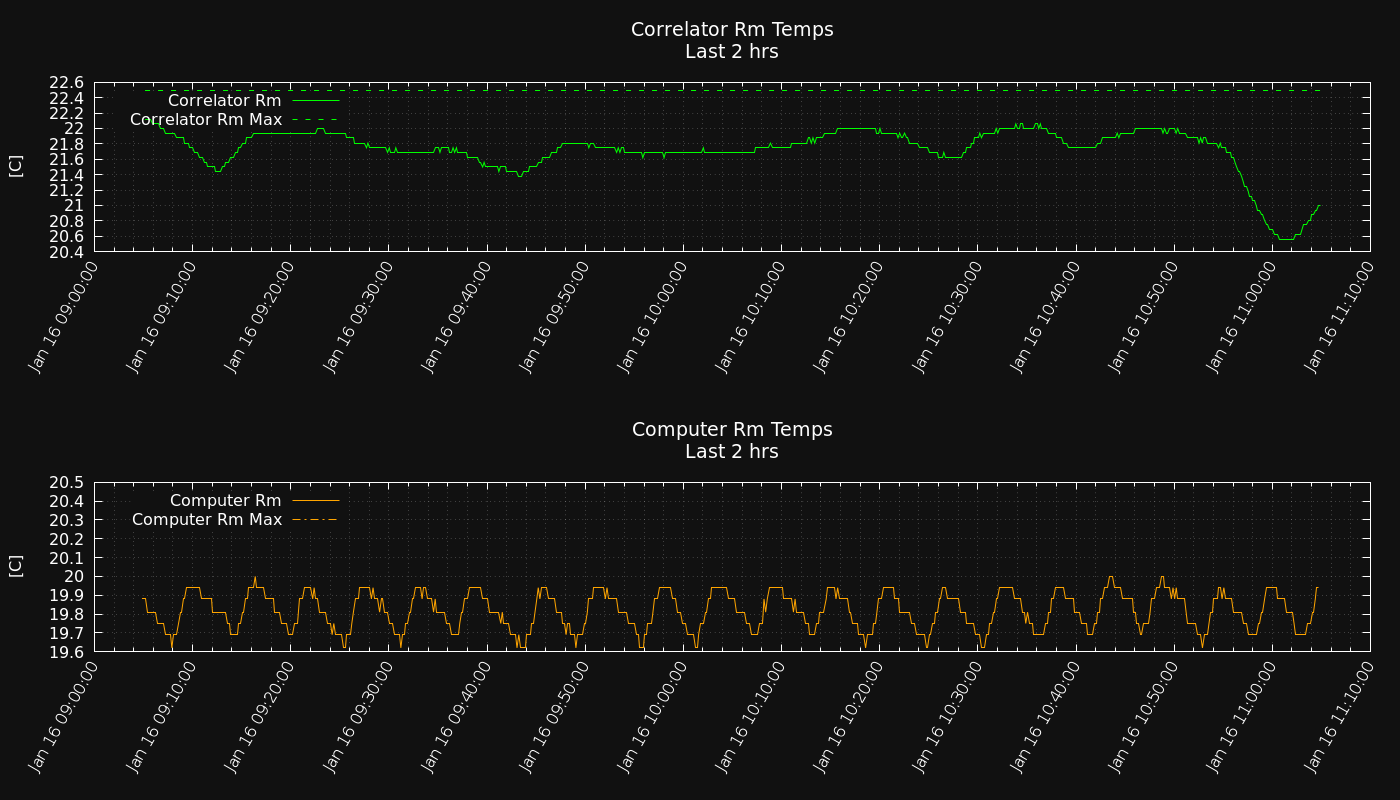 Correlator Rm Temps
Last 2 hrs
22.6
22.4
22.2
22
21.8
21.6
21.4
21.2
21
20.8
20.6
20.4
[C]
Correlator Rm
Correlator Rm Max
Jan 16 09:00:00
Jan 16 09:10:00
Jan 16 09:20:00
Jan 16 09:30:00
Jan 16 09:40:00
Jan 16 09:50:00
Jan 16 10:00:00
Jan 16 10:10:00
Jan 16 10:20:00
Jan 16 10:30:00
Jan 16 10:40:00
Jan 16 10:50:00
Jan 16 11:00:00
Jan 16 11:10:00
Computer Rm Temps
Last 2 hrs
20.5
20.4
20.3
20.2
20.1
20
19.9
19.8
19.7
19.6
[C]
Computer Rm
Computer Rm Max
Jan 16 09:00:00
Jan 16 09:10:00
Jan 16 09:20:00
Jan 16 09:30:00
Jan 16 09:40:00
Jan 16 09:50:00
Jan 16 10:00:00
Jan 16 10:10:00
Jan 16 10:20:00
Jan 16 10:30:00
Jan 16 10:40:00
Jan 16 10:50:00
Jan 16 11:00:00
Jan 16 11:10:00